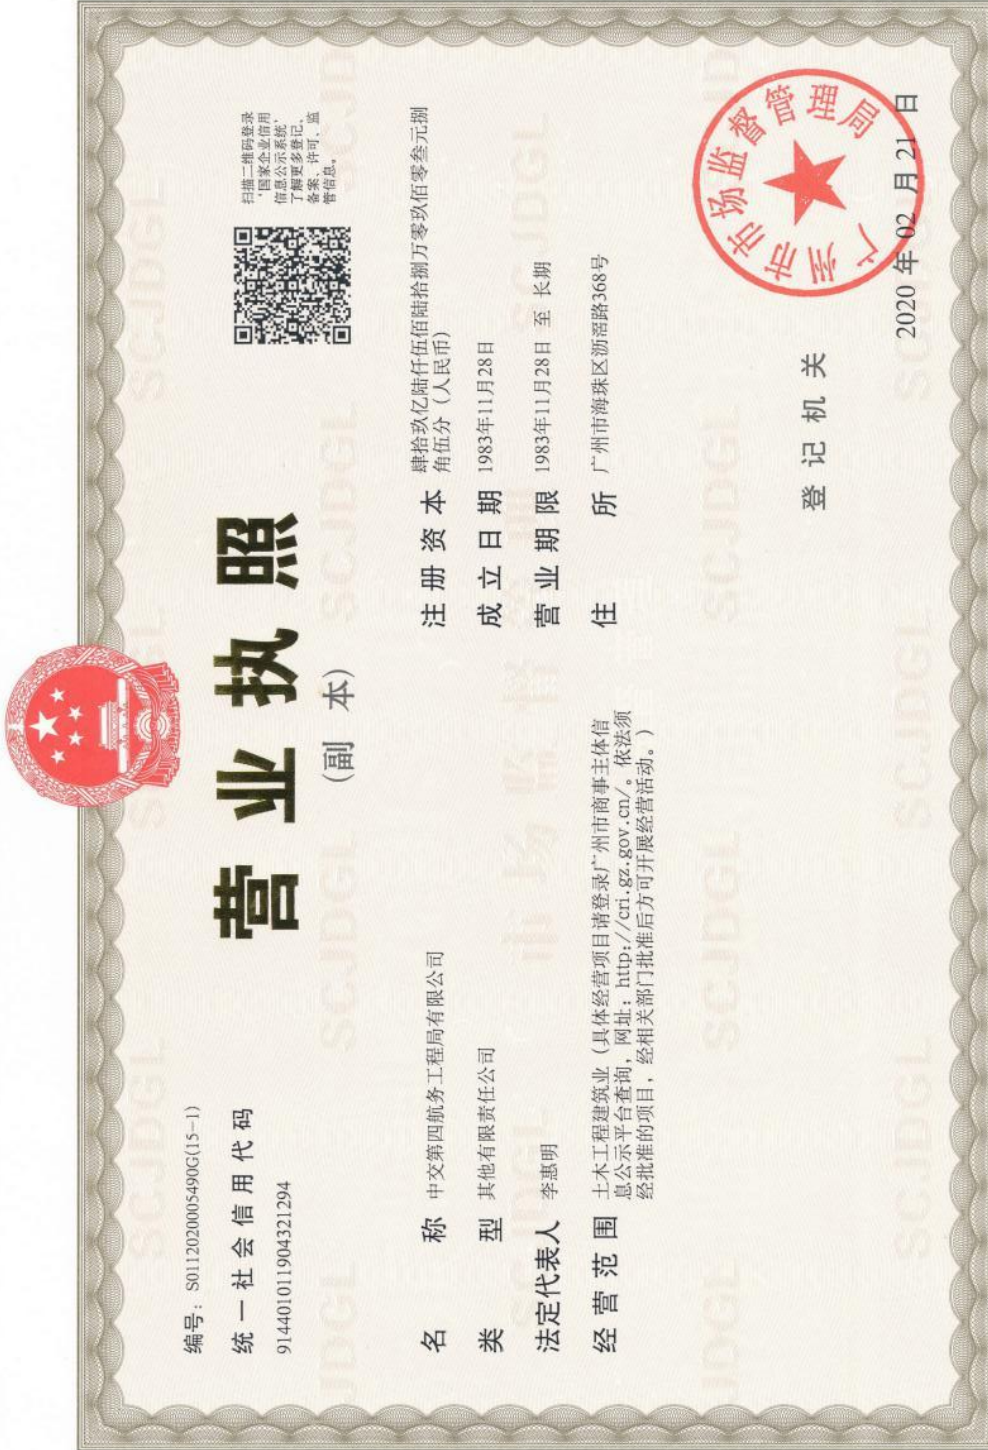 编号：S0112020005490G(15-1)
统一社会信用代码
914401011904321294
营业执照
(副 本)
扫描二维码登录
‘国家企业信用
信息公示系统’
了解更多登记、
备案、许可、监
管信息。
名 称 中交第四航务工程局有限公司
类 型 其他有限责任公司
法定代表人 李惠明
经营范围 土木工程建筑业（具体经营项目请登录广州市商事主体信
息公示平台查询，网址：http://cri.gz.gov.cn/。依法须
经批准的项目，经相关部门批准后方可开展经营活动。）
注册资本 肆拾玖亿陆仟伍佰陆拾捌万零玖佰零叁元捌
角伍分（人民币）
成立日期 1983年11月28日
营业期限 1983年11月28日 至 长期
住 所 广州市海珠区沥滘路368号
登记机关
广州市市场监督管理局
2020 年 02 月 21 日
SCJDGL